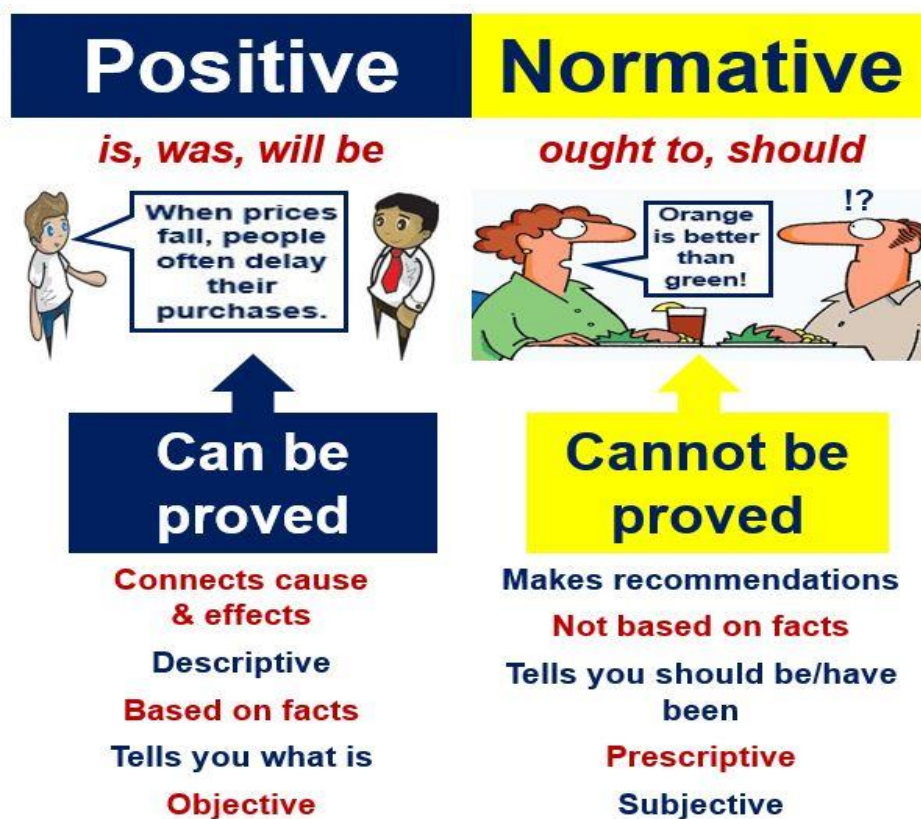 Positive
Normative
is, was, will be
ought to, should
When prices
fall, people
often delay
their
purchases.
Orange
is better
than
green!
!?
Can be
proved
Cannot be
proved
Connects cause
& effects
Descriptive
Based on facts
Tells you what is
Objective
Makes recommendations
Not based on facts
Tells you should be/have
been
Prescriptive
Subjective